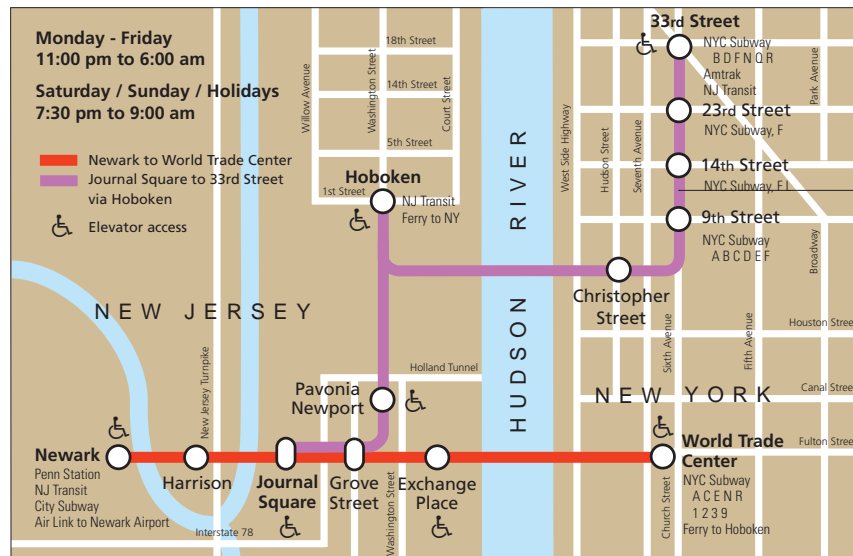 Monday - Friday
11:00 pm to 6:00 am
Saturday / Sunday / Holidays
7:30 pm to 9:00 am
Newark to World Trade Center
Journal Square to 33rd Street
via Hoboken
Elevator access
18th Street
14th Street
5th Street
1st Street
Willow Avenue
Washington Street
Court Street
Hoboken
NJ Transit
Ferry to NY
HUDSON RIVER
West Side Highway
Hudson Street
Seventh Avenue
33rd Street
NYC Subway
B D F N Q R
Amtrak
NJ Transit
Park Avenue
23rd Street
NYC Subway, F
14th Street
NYC Subway, F L
9th Street
NYC Subway
A B C D E F
Broadway
Christopher
Street
NEW JERSEY
Houston Stree
Sixth Avenue
Fifth Avenue
Holland Tunnel
New Jersey Turnpike
Pavonia
Newport
NEW YORK
Canal Stree
Fulton Stree
Newark
Penn Station
NJ Transit
City Subway
Air Link to Newark Airport
Harrison
Journal
Square
Grove
Street
Exchange
Place
Washington Street
Interstate 78
Church Street
World Trade
Center
NYC Subway
A C E N R
1 2 3 9
Ferry to Hoboken